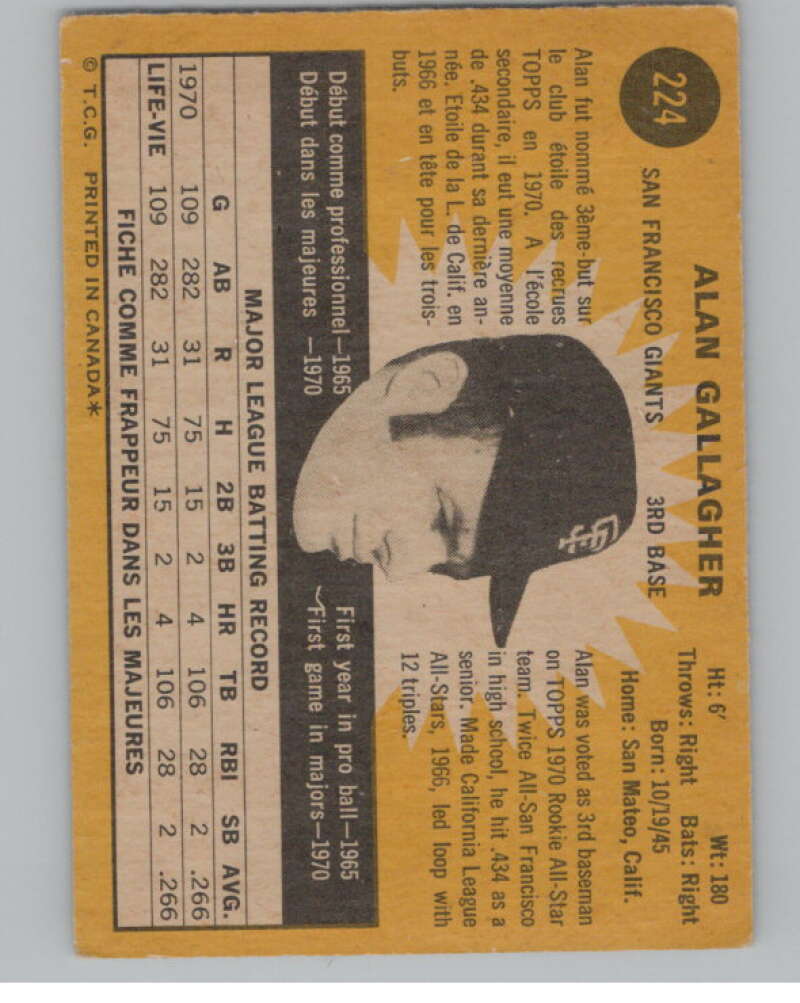 224
ALAN GALLAGHER
SAN FRANCISCO GIANTS 3RD BASE
Ht: 6' Wt: 180
Throws: Right Bats: Right
Born: 10/19/45
Home: San Mateo, Calif.
Alan fut nommé 3ème-but sur
le club étoile des recrues
TOPPS en 1970. A l'école
secondaire, il eut une moyenne
de .434 durant sa dernière an-
née. Etoile de la L. de Calif. en
1966 et en tête pour les trois-
buts.
Alan was voted as 3rd baseman
on TOPPS 1970 Rookie All-Star
team. Twice All-San Francisco
in high school, he hit .434 as a
senior. Made California League
All-Stars, 1966, led loop with
12 triples.
SF
Début comme professionnel—1965
Début dans les majeures —1970
First year in pro ball—1965
First game in majors—1970
MAJOR LEAGUE BATTING RECORD
G AB R H 2B 3B HR TB RBI SB AVG.
1970 109 282 31 75 15 2 4 106 28 2 .266
LIFE-VIE 109 282 31 75 15 2 4 106 28 2 .266
FICHE COMME FRAPPEUR DANS LES MAJEURES
© T.C.G. PRINTED IN CANADA*